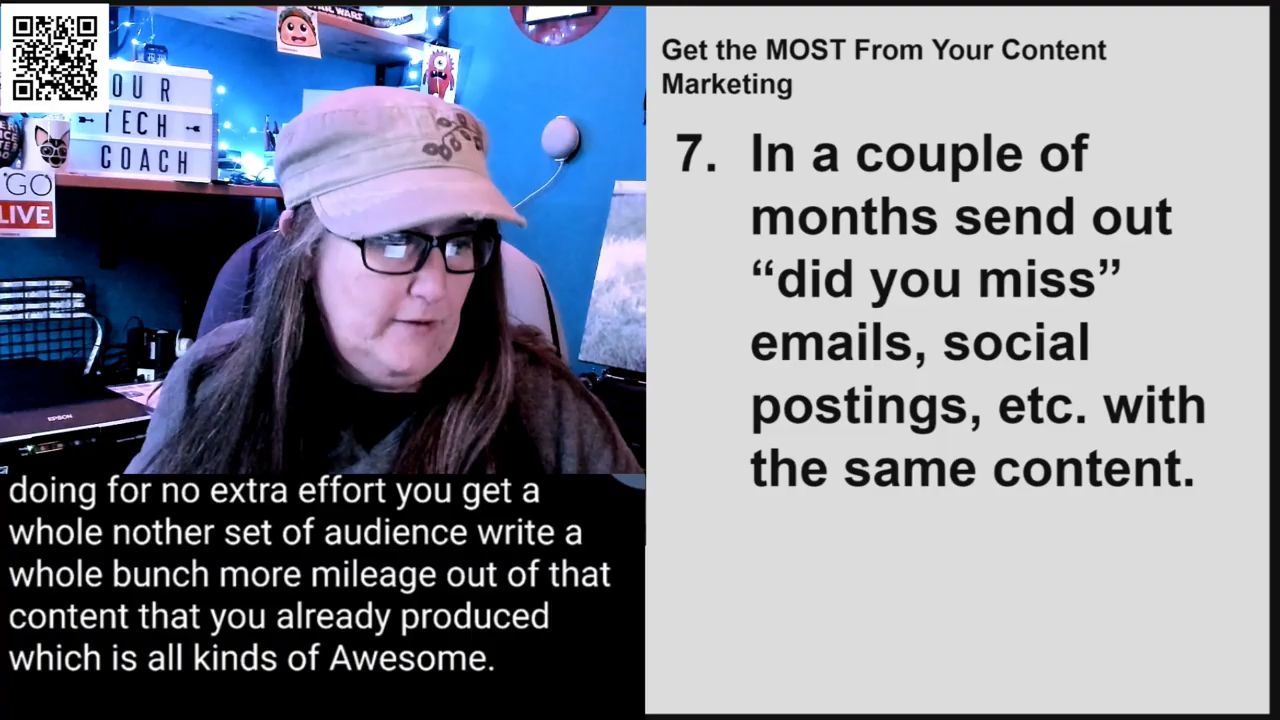 STAR WARS
OUR
TECH
COACH
GO
LIVE
EPSON
doing for no extra effort you get a
whole nother set of audience write a
whole bunch more mileage out of that
content that you already produced
which is all kinds of Awesome.
Get the MOST From Your Content
Marketing
7. In a couple of
months send out
“did you miss”
emails, social
postings, etc. with
the same content.